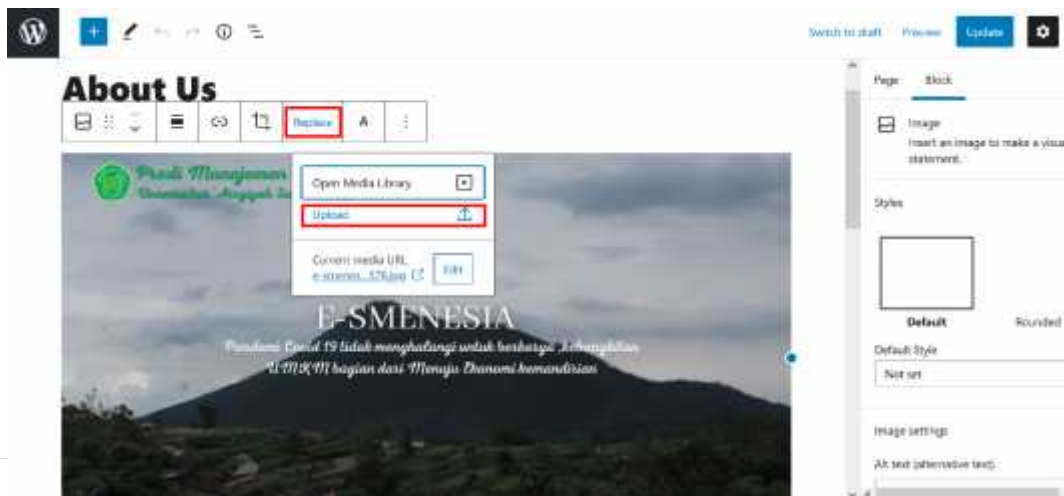 Switch to draft Preview Update
About Us
Replace A
Page Block
Image
Insert an image to make a visual
statement.
Styles
Default Rounded
Default Style
Not set
Image settings
Alt text (alternative text)
Open Media Library
Upload
Current media URL:
Edit
Prodi Manajemen
E-SMENESIA
Pandemi Covid 19 tidak menghalangi untuk berkarya
UMKM bagian dari Menuju Ekonomi kemandirian